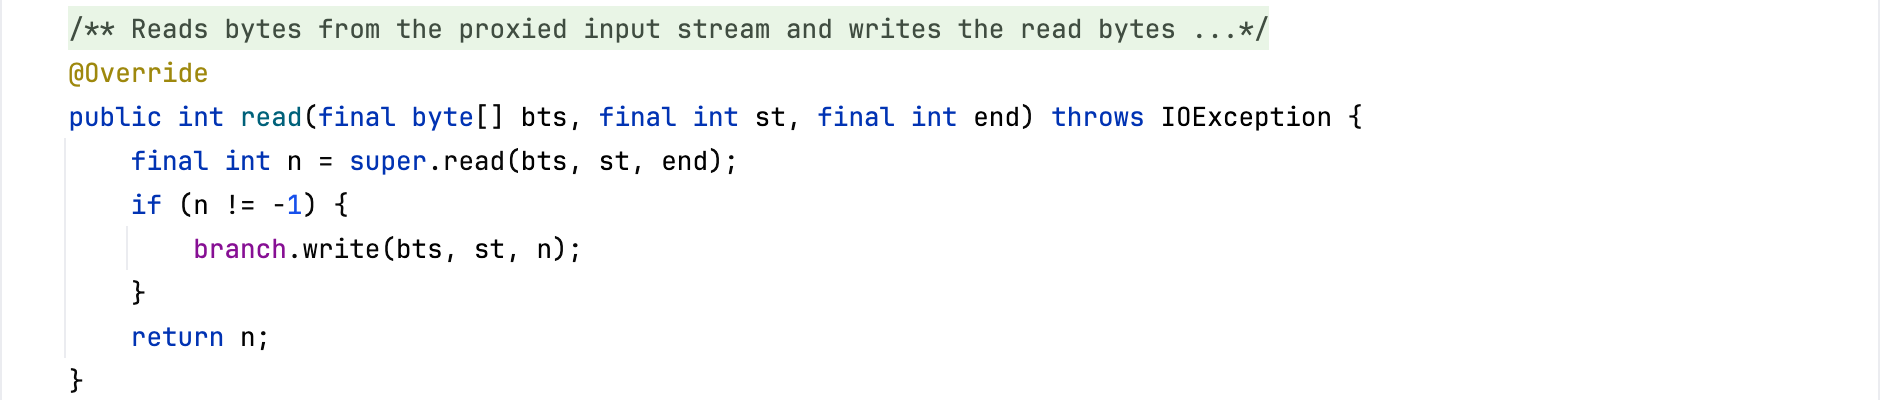 /** Reads bytes from the proxied input stream and writes the read bytes ...*/
@Override
public int read(final byte[] bts, final int st, final int end) throws IOException {
    final int n = super.read(bts, st, end);
    if (n != -1) {
        branch.write(bts, st, n);
    }
    return n;
}